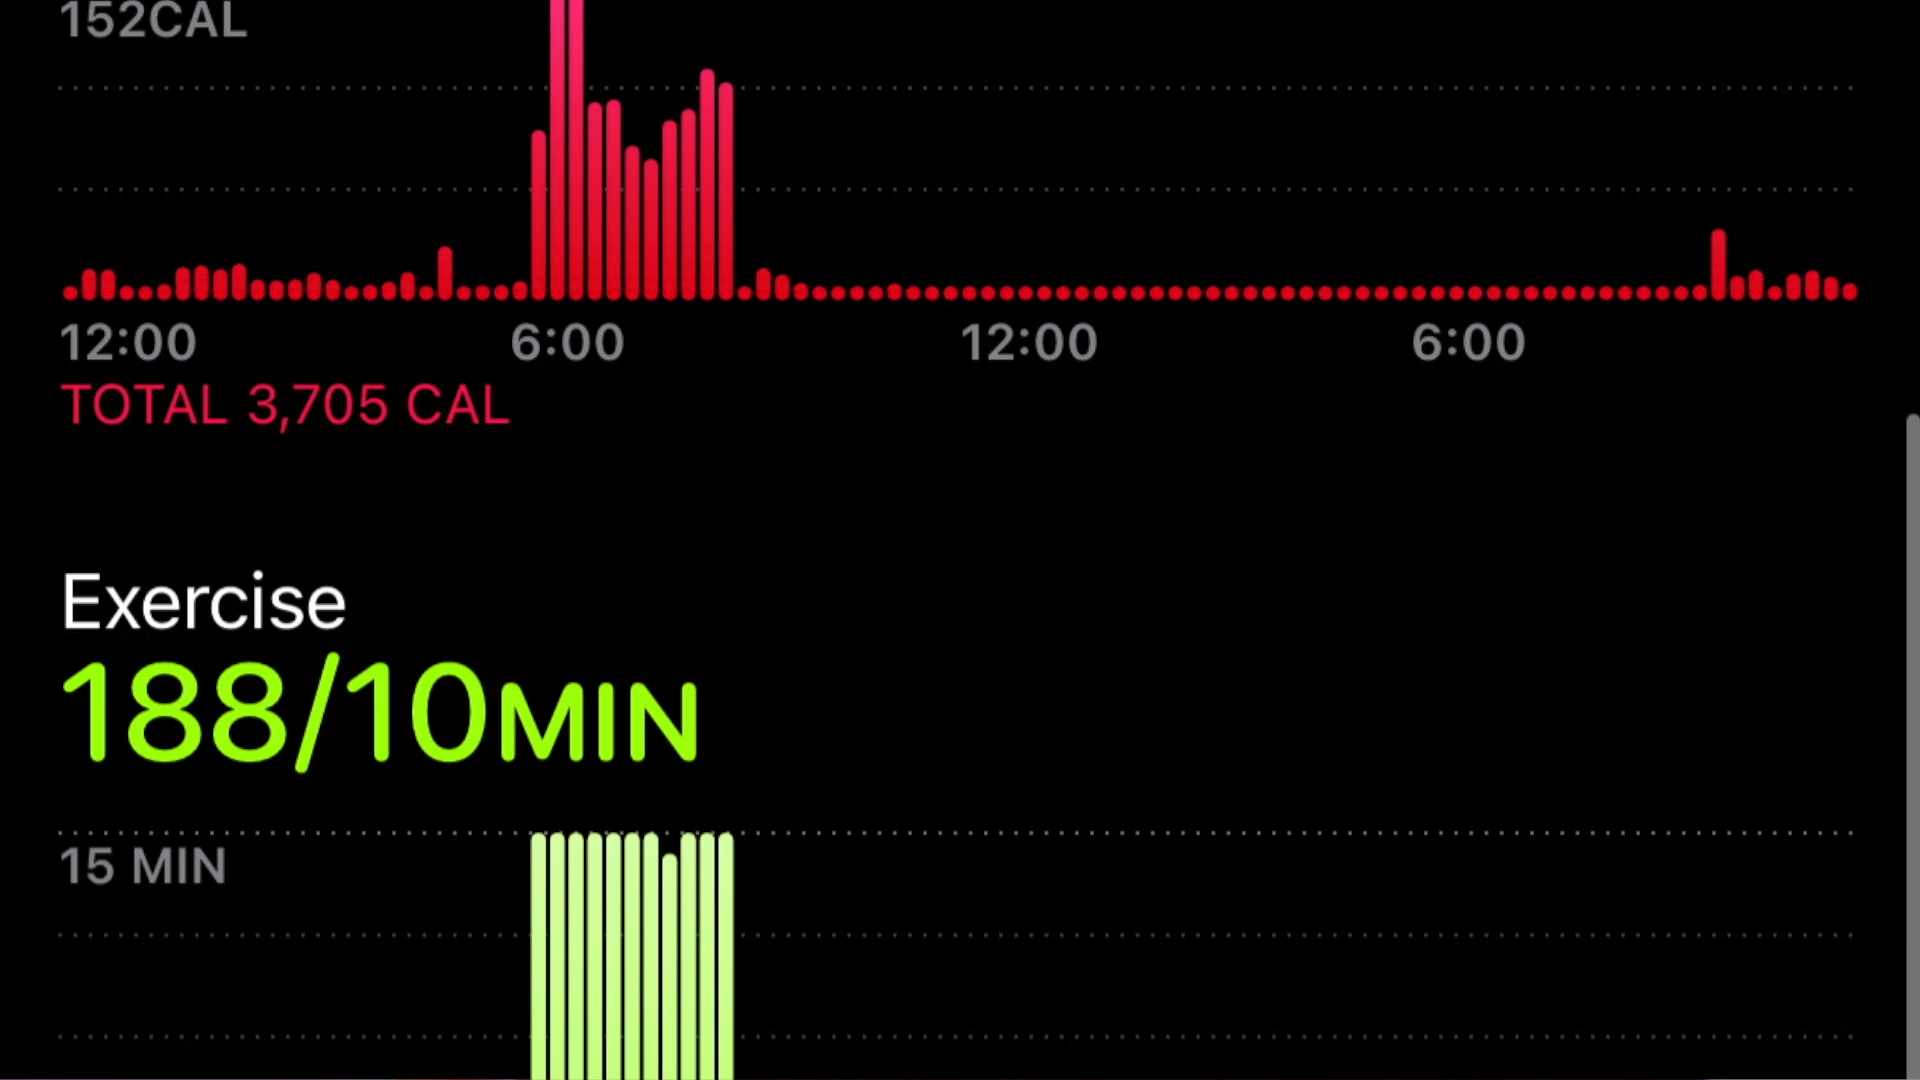 152CAL
12:00 6:00 12:00 6:00
TOTAL 3,705 CAL
Exercise
188/10MIN
15 MIN